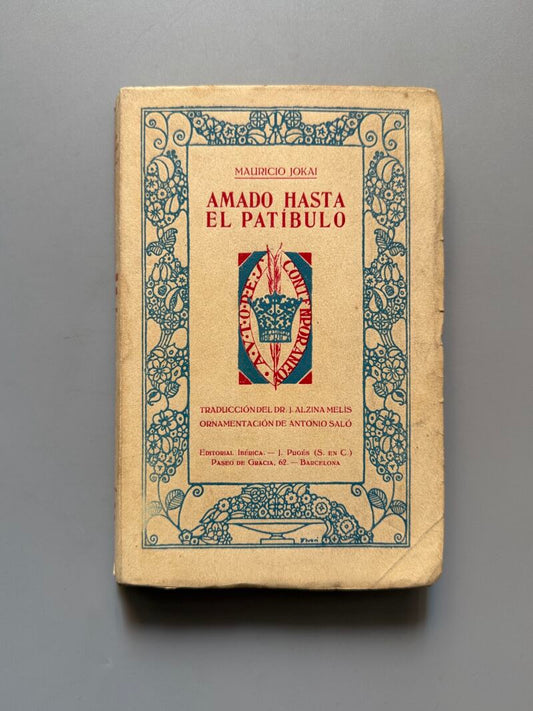 MAURICIO JOKAI
AMADO HASTA
EL PATÍBULO
A·V·T·O·R·E·S·
CONTEMPORANEO
TRADUCCIÓN DEL DR. J. ALZINA MELIS
ORNAMENTACIÓN DE ANTONIO SALÓ
EDITORIAL IBÉRICA. — J. PUGÉS (S. EN C.)
PASEO DE GRACIA, 62. — BARCELONA